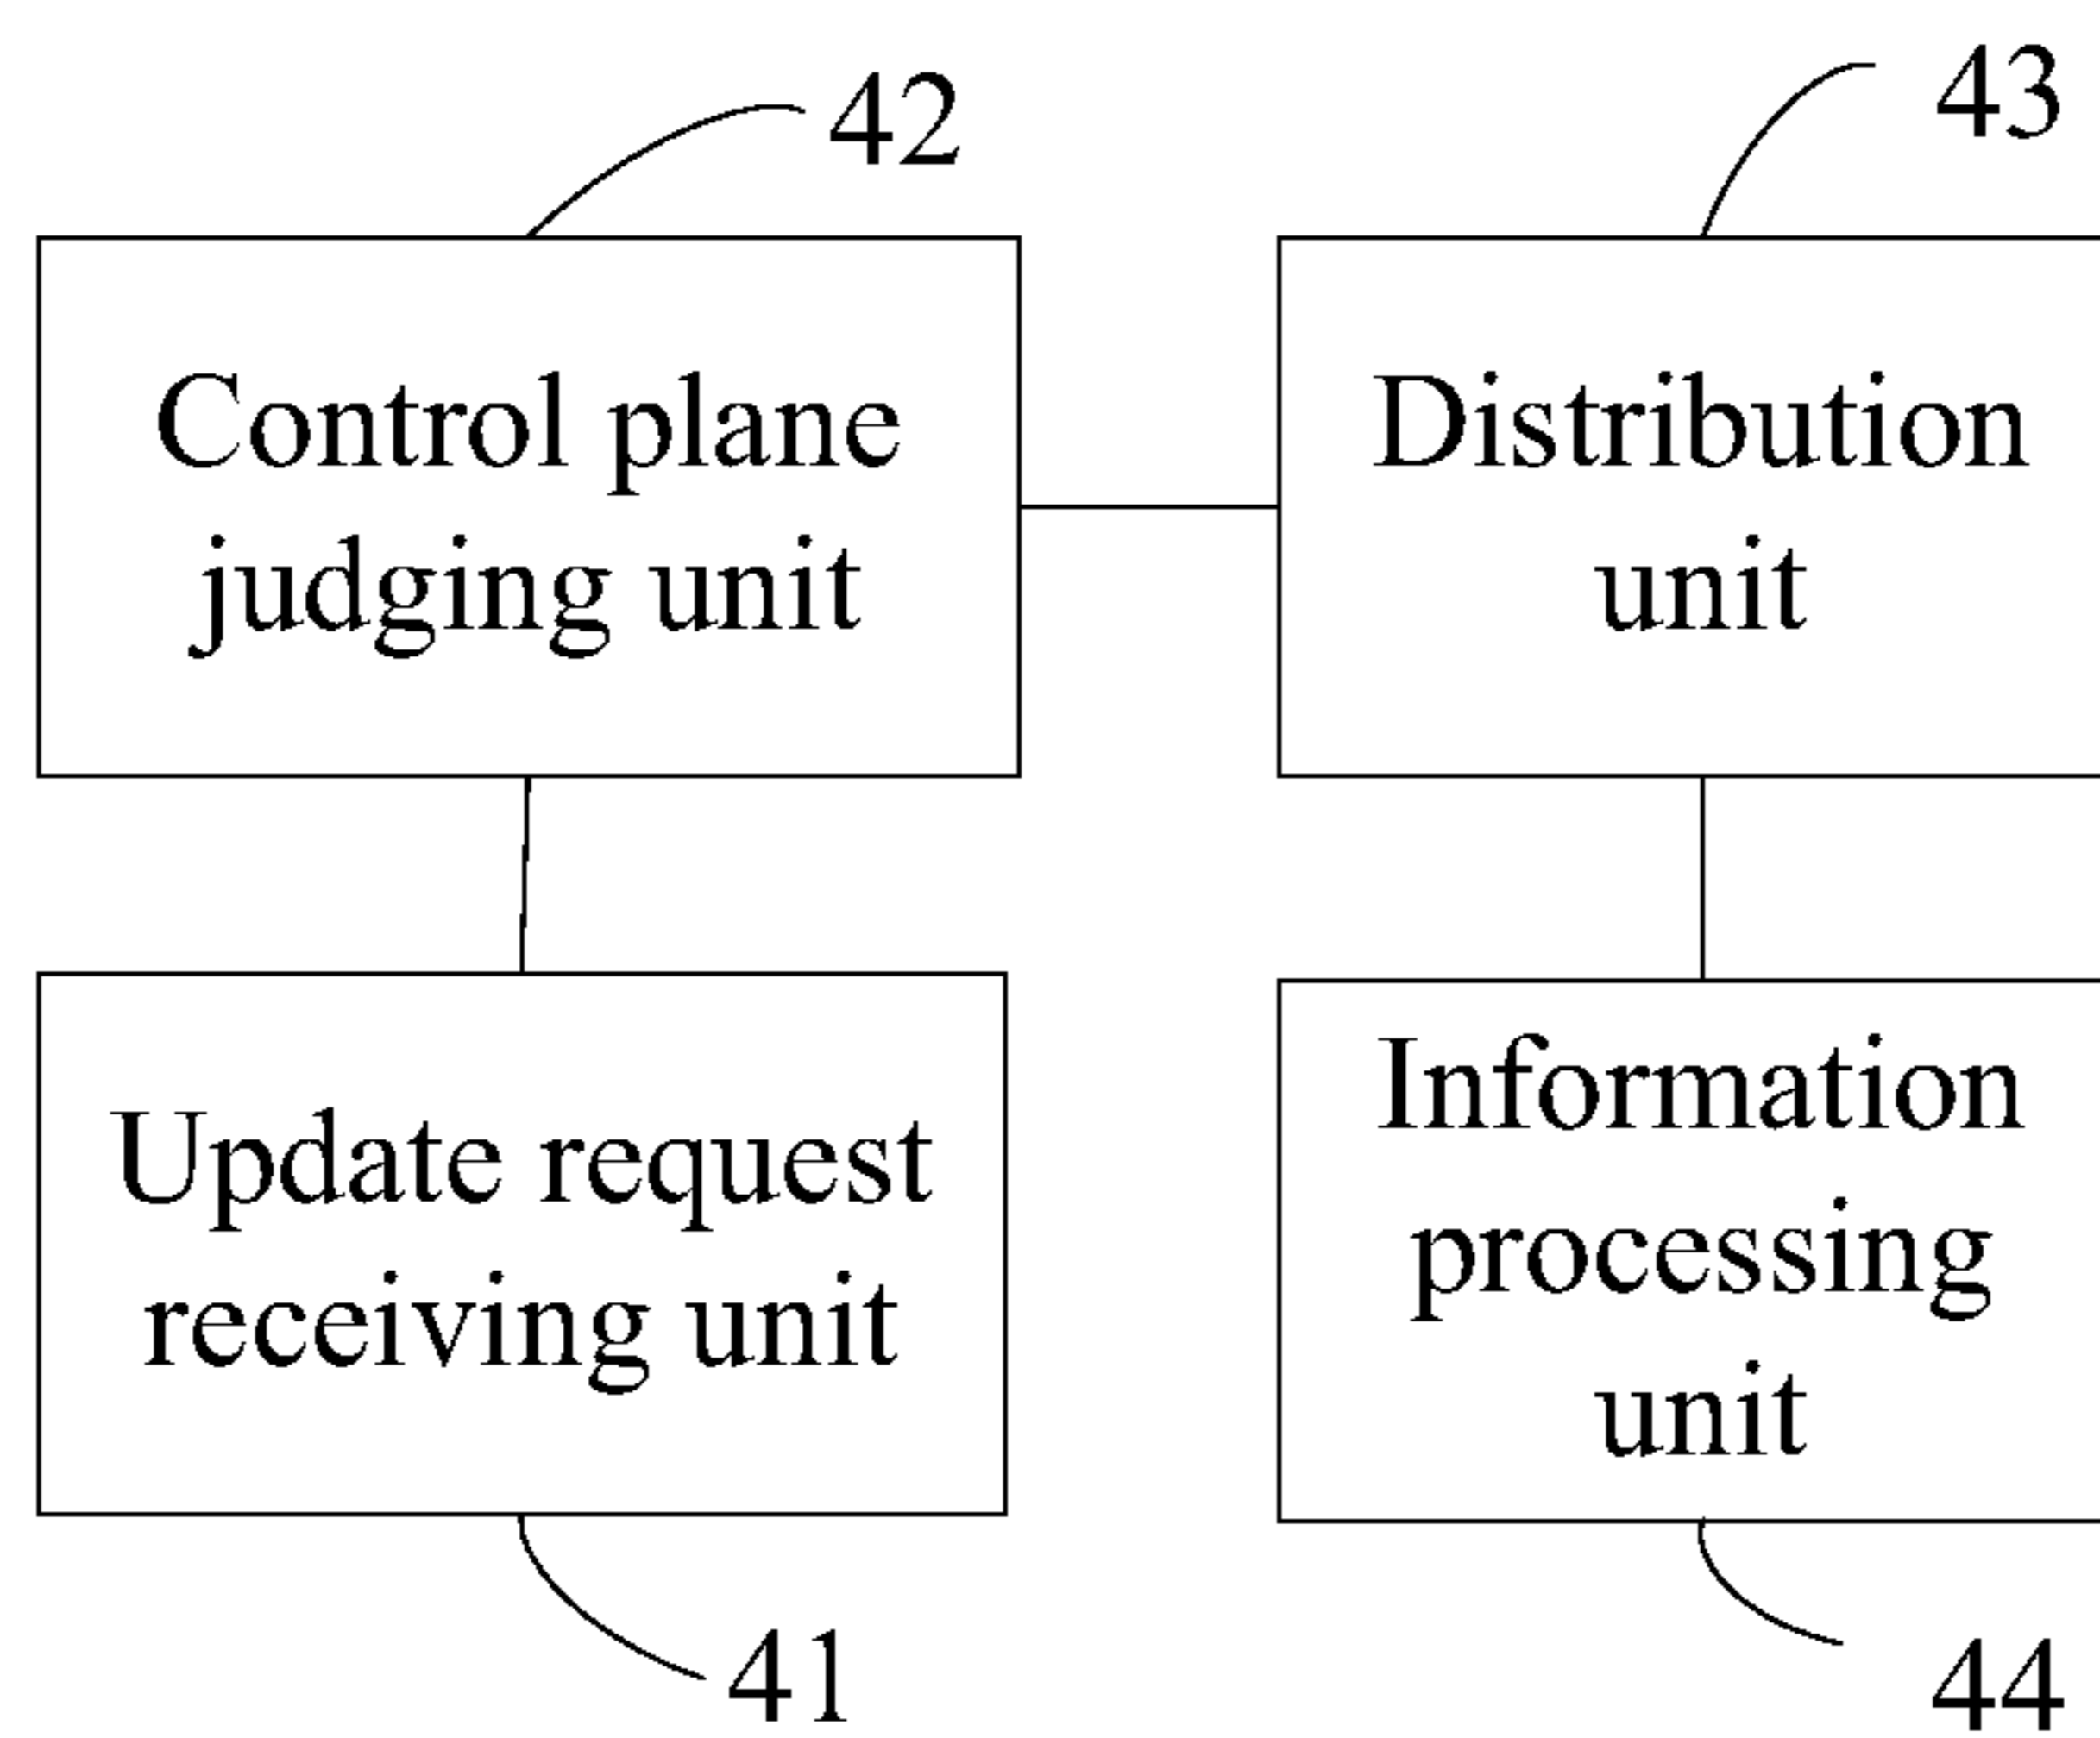 42
43
Control plane
judging unit
Distribution
unit
Update request
receiving unit
Information
processing
unit
41
44